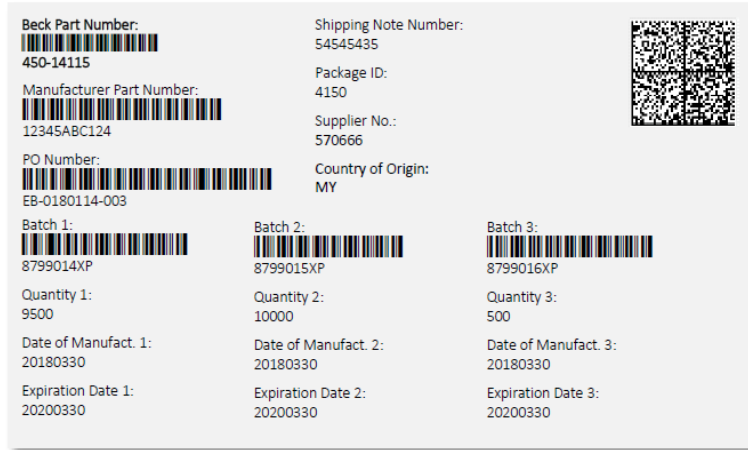 Beck Part Number:
450-14115
Manufacturer Part Number:
12345ABC124
PO Number:
EB-0180114-003
Shipping Note Number:
54545435
Package ID:
4150
Supplier No.:
570666
Country of Origin:
MY
Batch 1:
8799014XP
Quantity 1:
9500
Date of Manufact. 1:
20180330
Expiration Date 1:
20200330
Batch 2:
8799015XP
Quantity 2:
10000
Date of Manufact. 2:
20180330
Expiration Date 2:
20200330
Batch 3:
8799016XP
Quantity 3:
500
Date of Manufact. 3:
20180330
Expiration Date 3:
20200330